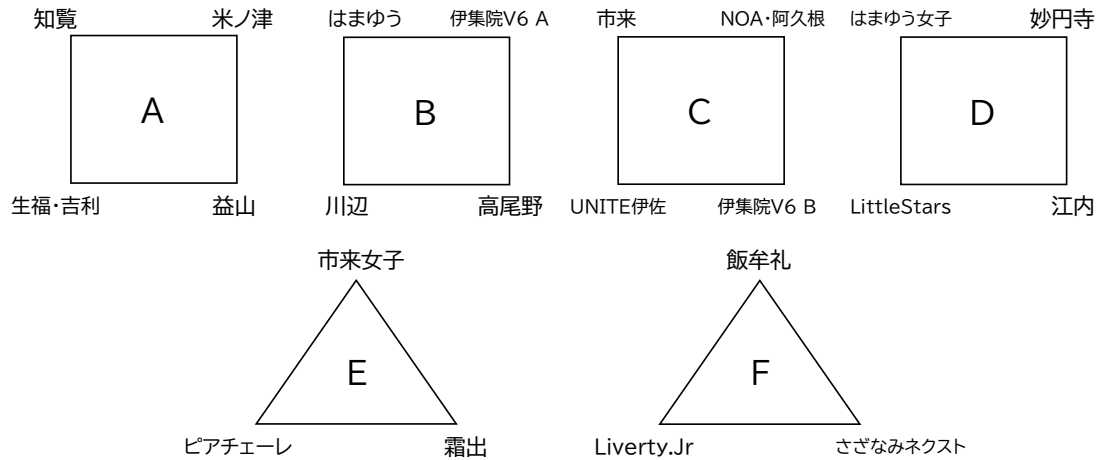 知覧 米ノ津 はまゆう 伊集院V6 A 市来 NOA・阿久根 はまゆう女子 妙円寺
A B C D
生福・吉利 益山 川辺 高尾野 UNITE伊佐 伊集院V6 B LittleStars 江内
市来女子 飯牟礼
E F
ピアチェーレ 霜出 Liverty.Jr さざなみネクスト